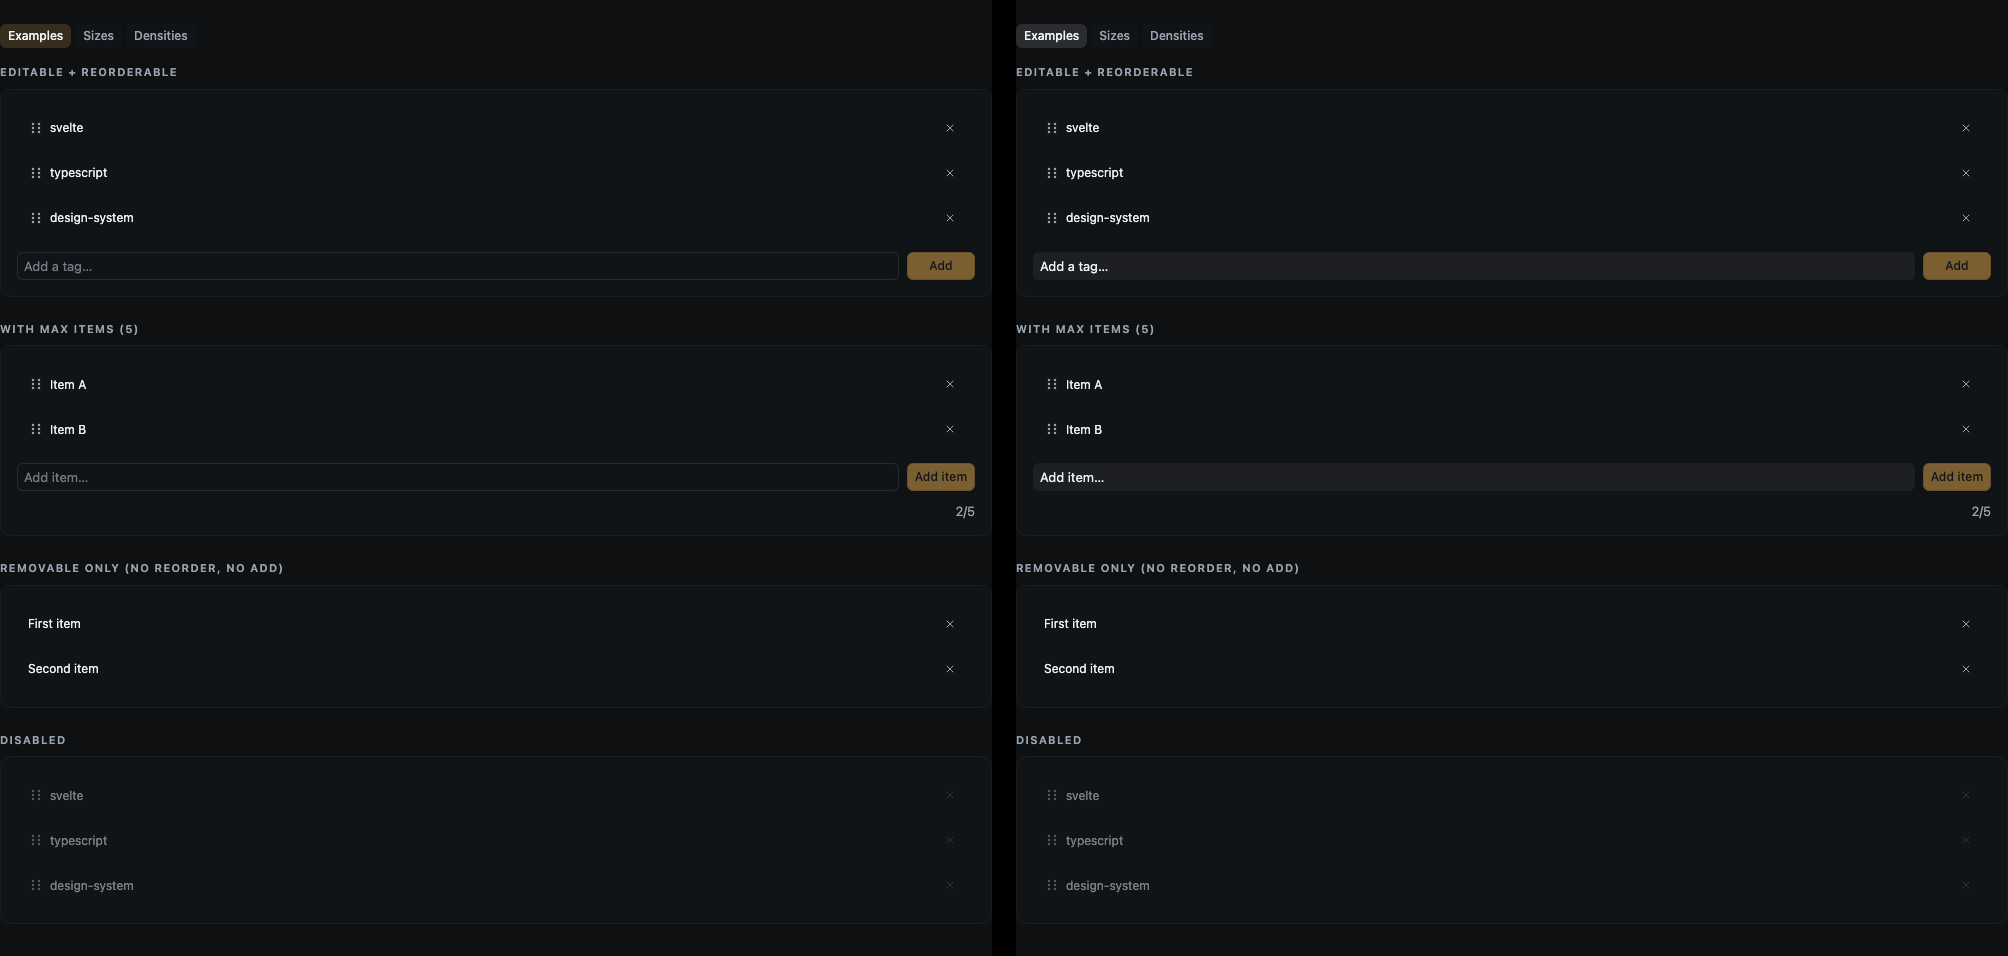 Examples Sizes Densities
EDITABLE + REORDERABLE
svelte
typescript
design-system
Add a tag...
Add
WITH MAX ITEMS (5)
Item A
Item B
Add item...
Add item
2/5
REMOVABLE ONLY (NO REORDER, NO ADD)
First item
Second item
DISABLED
svelte
typescript
design-system
Examples Sizes Densities
EDITABLE + REORDERABLE
svelte
typescript
design-system
Add a tag...
Add
WITH MAX ITEMS (5)
Item A
Item B
Add item...
Add item
2/5
REMOVABLE ONLY (NO REORDER, NO ADD)
First item
Second item
DISABLED
svelte
typescript
design-system